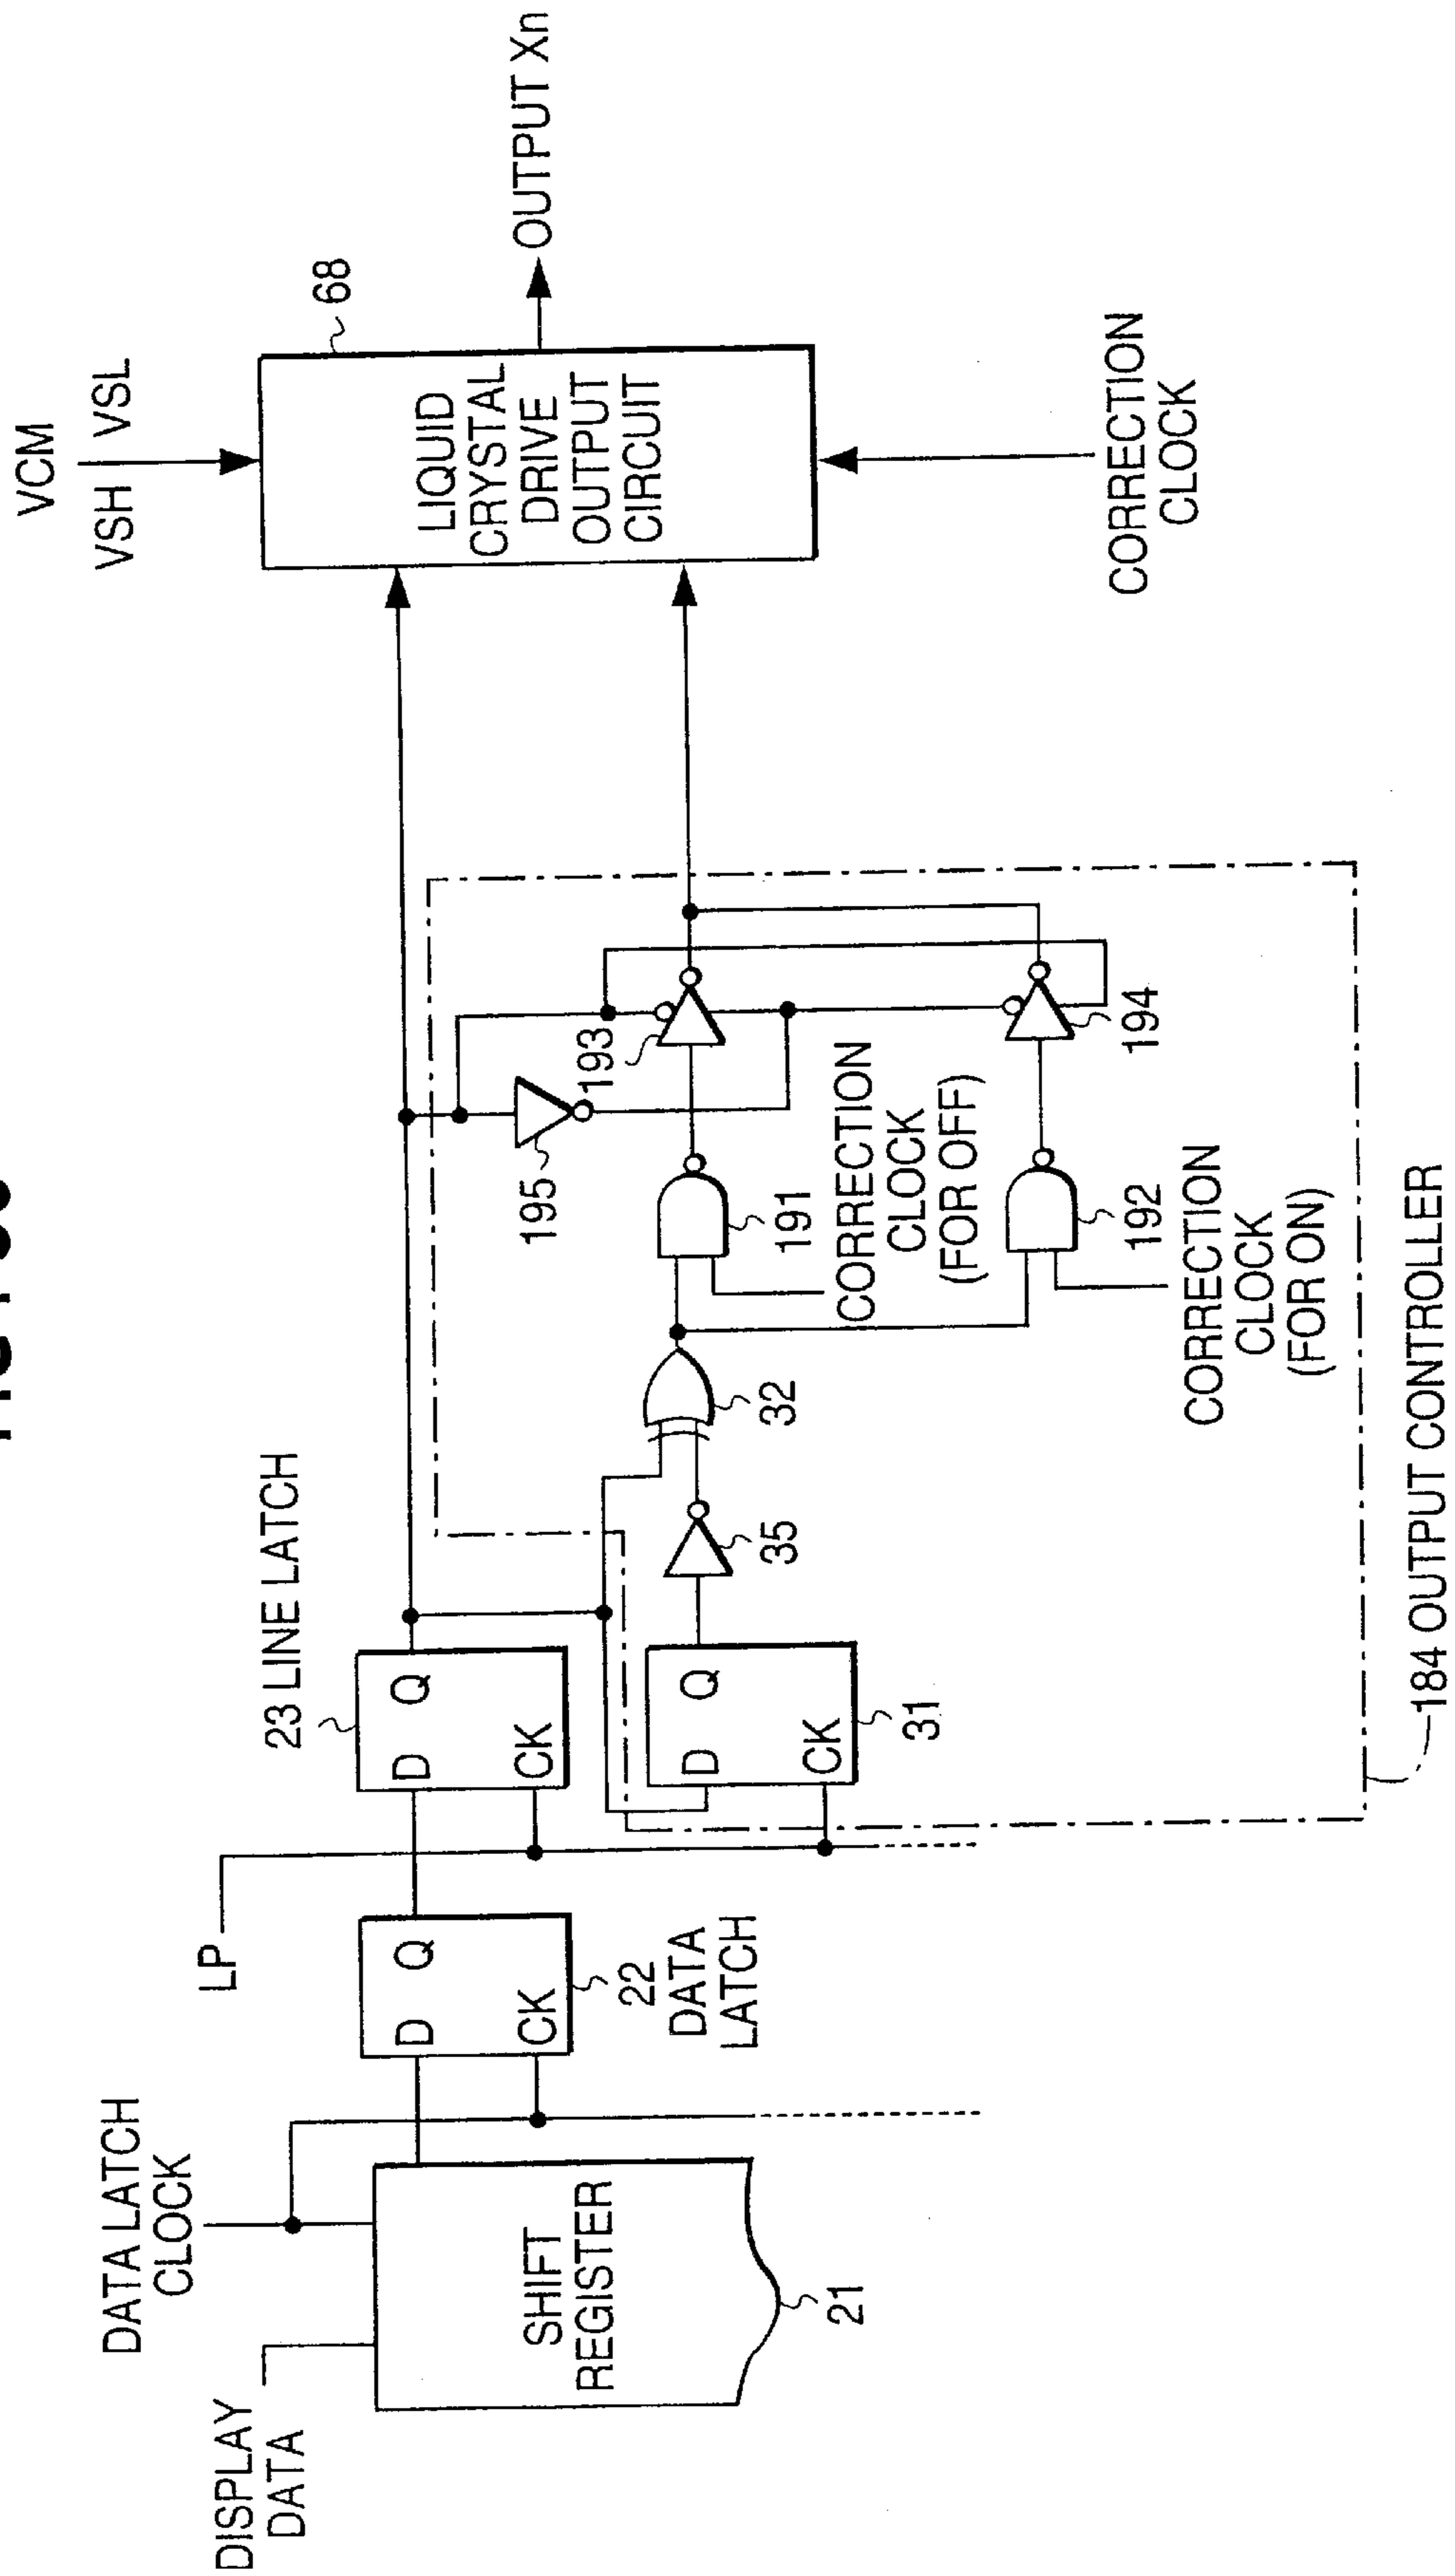 DISPLAY
DATA
DATA LATCH
CLOCK
SHIFT
REGISTER
21
D Q
CK
22
DATA
LATCH
LP
23 LINE LATCH
D Q
CK
D Q
CK
31
35
32
195
193
191
CORRECTION
CLOCK
(FOR OFF)
194
192
CORRECTION
CLOCK
(FOR ON)
184 OUTPUT CONTROLLER
VCM
VSH VSL
68
LIQUID
CRYSTAL
DRIVE
OUTPUT
CIRCUIT
OUTPUT Xn
CORRECTION
CLOCK